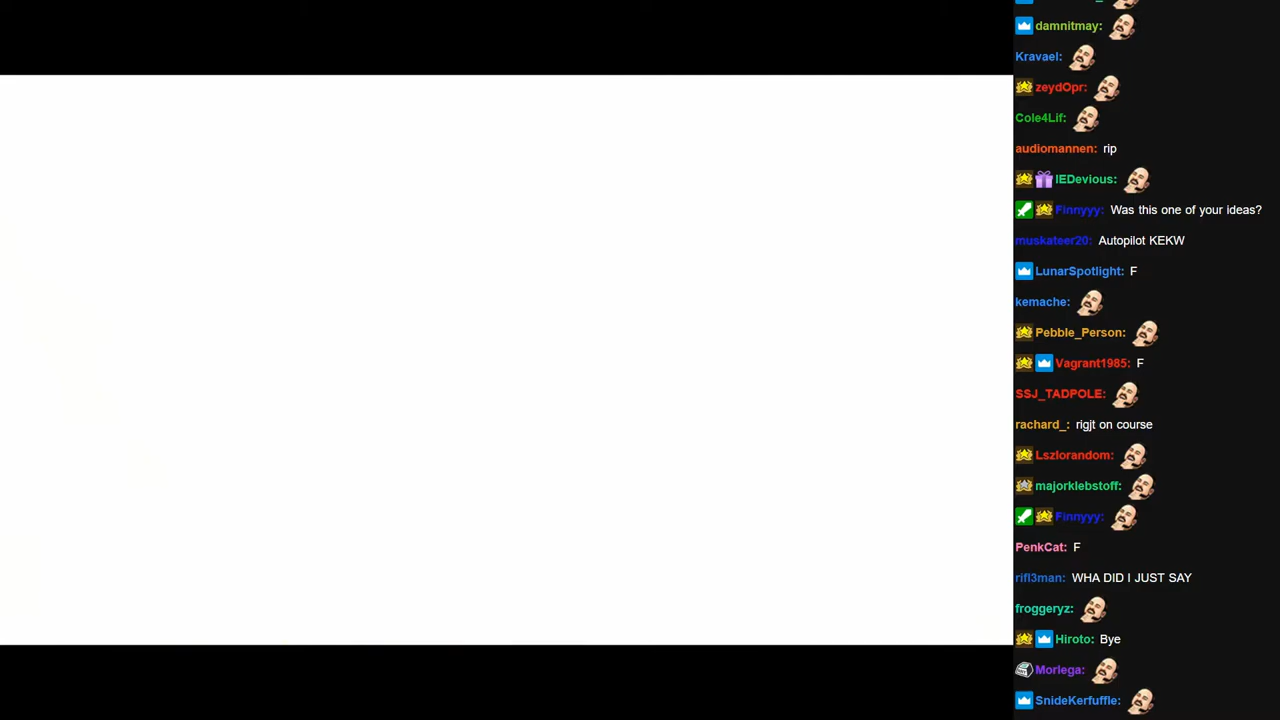 damnitmay:
Kravael:
zeydOpr:
Cole4Lif:
audiomannen: rip
IEDevious:
Finnyyy: Was this one of your ideas?
muskateer20: Autopilot KEKW
LunarSpotlight: F
kemache:
Pebble_Person:
Vagrant1985: F
SSJ_TADPOLE:
rachard_: rigjt on course
Lszlorandom:
majorklebstoff:
Finnyyy:
PenkCat: F
rifl3man: WHA DID I JUST SAY
froggeryz:
Hiroto: Bye
Morlega:
SnideKerfuffle: